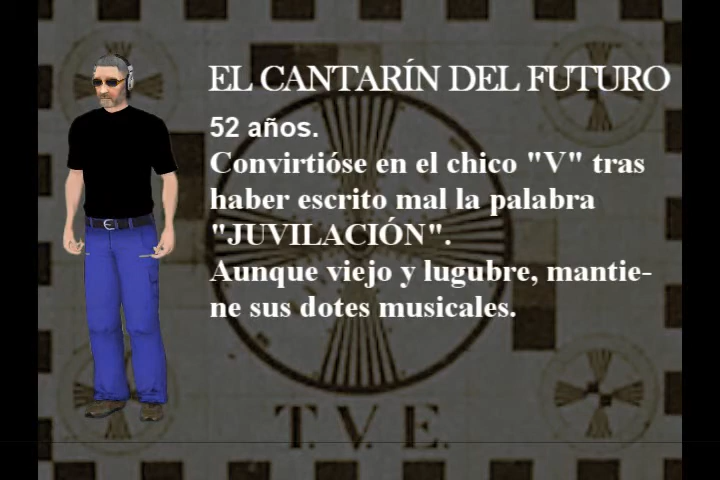 EL CANTARÍN DEL FUTURO
52 años.
Convirtióse en el chico "V" tras
haber escrito mal la palabra
"JUVILACIÓN".
Aunque viejo y lugubre, mantie-
ne sus dotes musicales.
T.V.E.